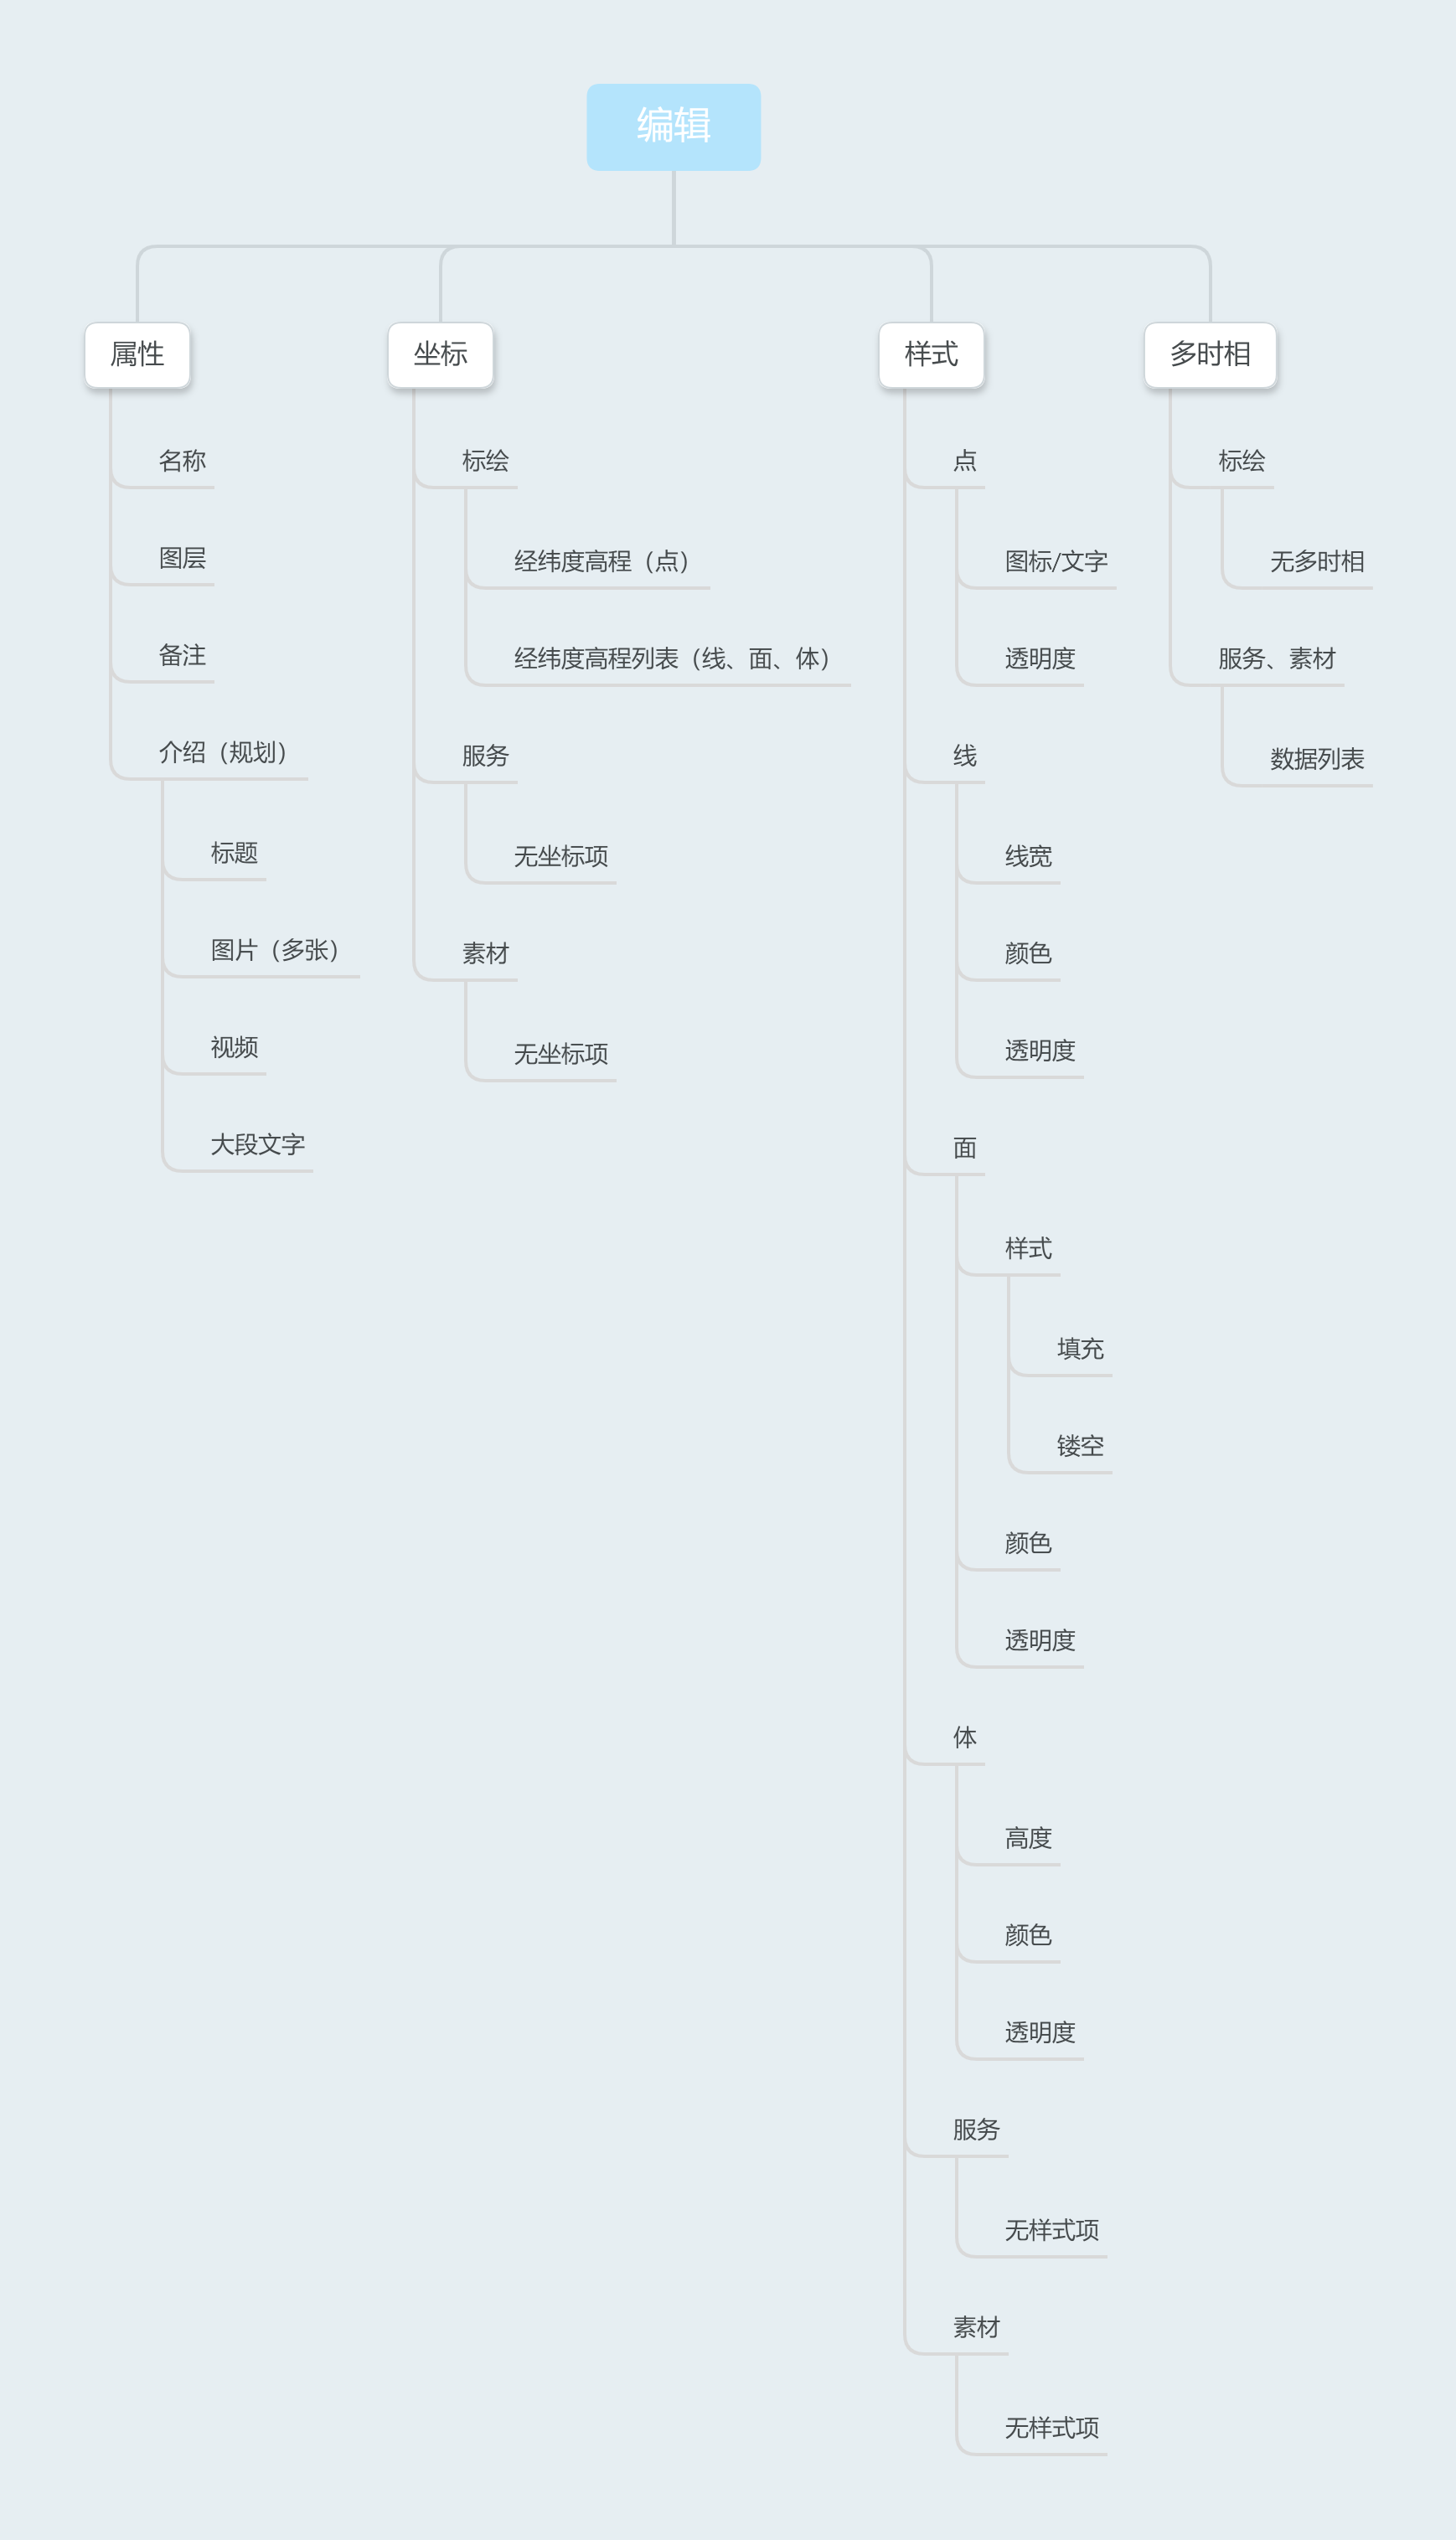 编辑
属性
名称
图层
备注
介绍（规划）
标题
图片（多张）
视频
大段文字
坐标
标绘
经纬度高程（点）
经纬度高程列表（线、面、体）
服务
无坐标项
素材
无坐标项
样式
点
图标/文字
透明度
线
线宽
颜色
透明度
面
样式
填充
镂空
颜色
透明度
体
高度
颜色
透明度
服务
无样式项
素材
无样式项
多时相
标绘
无多时相
服务、素材
数据列表